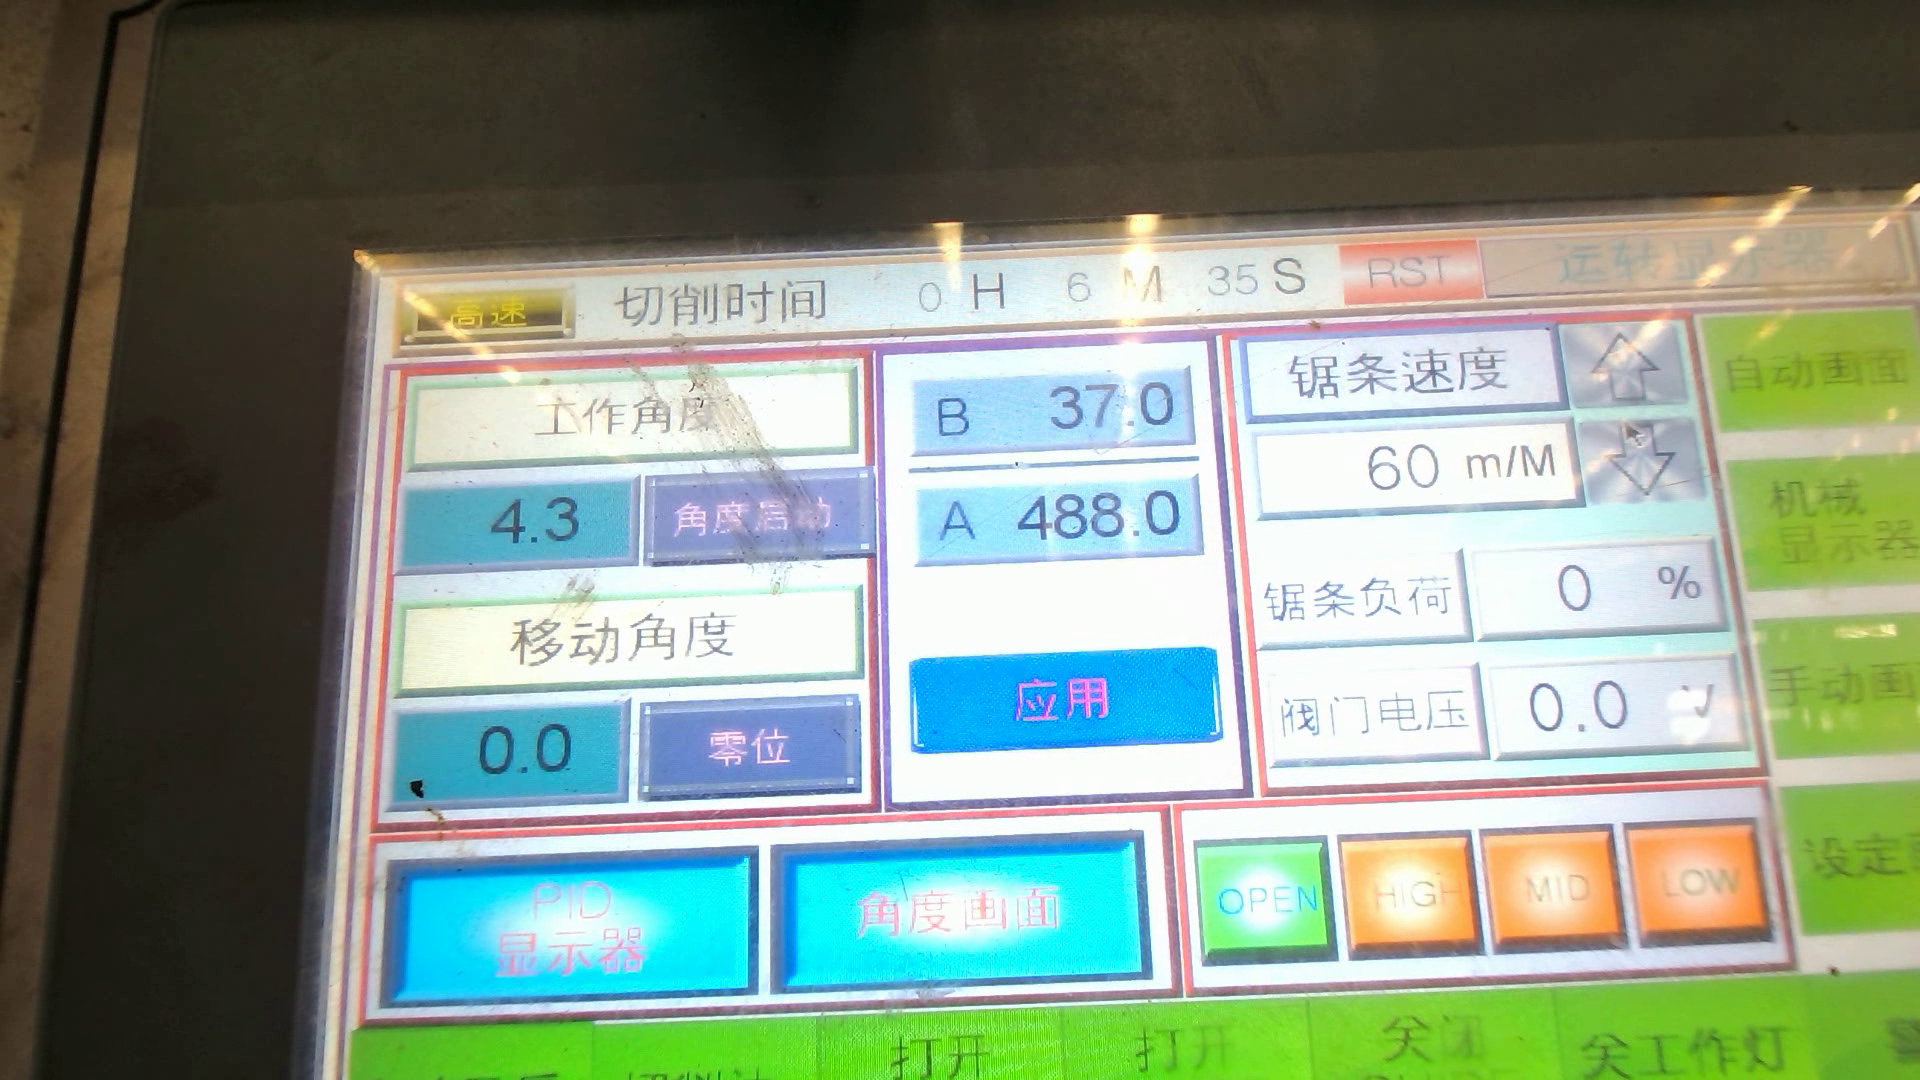 高速 切削时间 0 H 6 M 35 S RST 运转显示器
工作角度
4.3 角度启动
移动角度
0.0 零位
B 37.0
A 488.0
应用
锯条速度
60 m/M
锯条负荷 0 %
阀门电压 0.0
自动画面
机械
显示器
手动画
设定
PID
显示器
角度画面
OPEN HIGH MID LOW
打开
打开
关闭
关工作灯